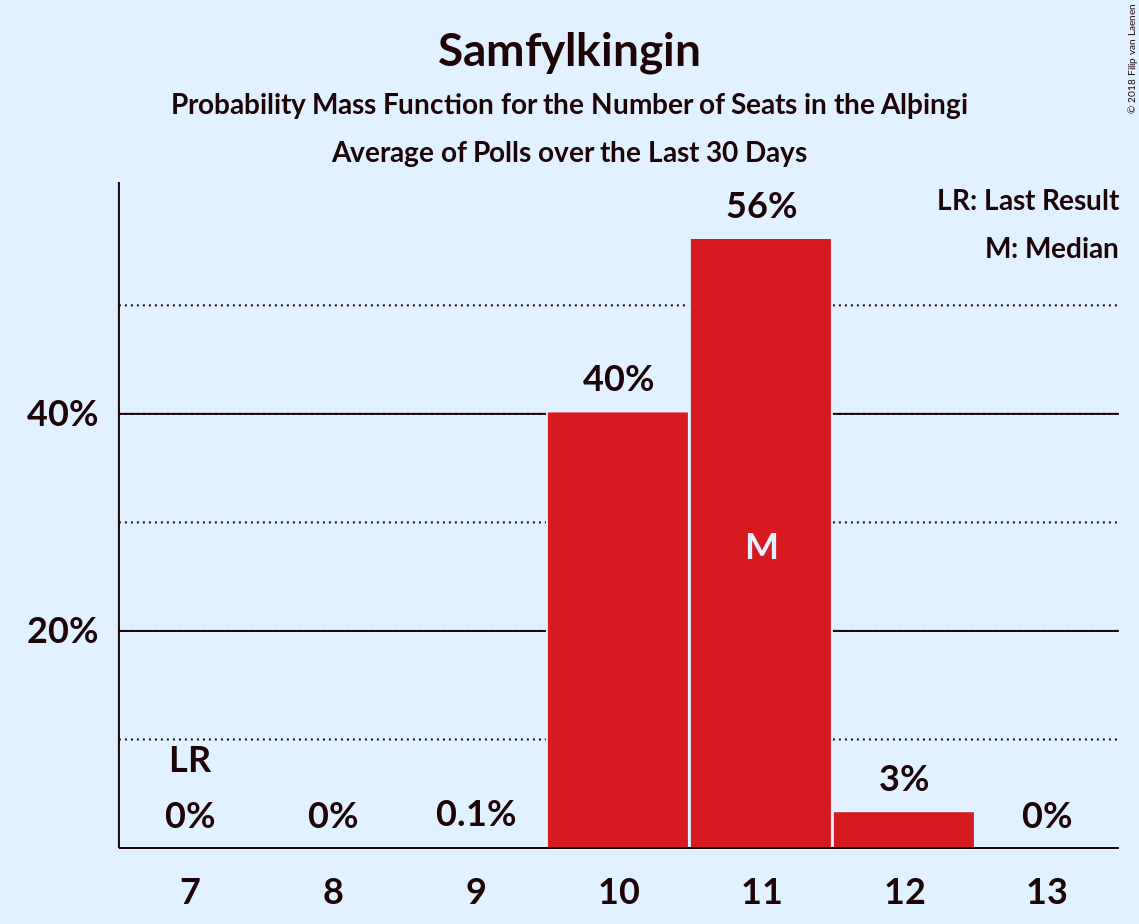 Samfylkingin
Probability Mass Function for the Number of Seats in the Alþingi
Average of Polls over the Last 30 Days
© 2018 Filip van Laenen
LR: Last Result
M: Median
56%
40%
40%
M
20%
LR
0%
0%
0.1%
3%
0%
7 8 9 10 11 12 13